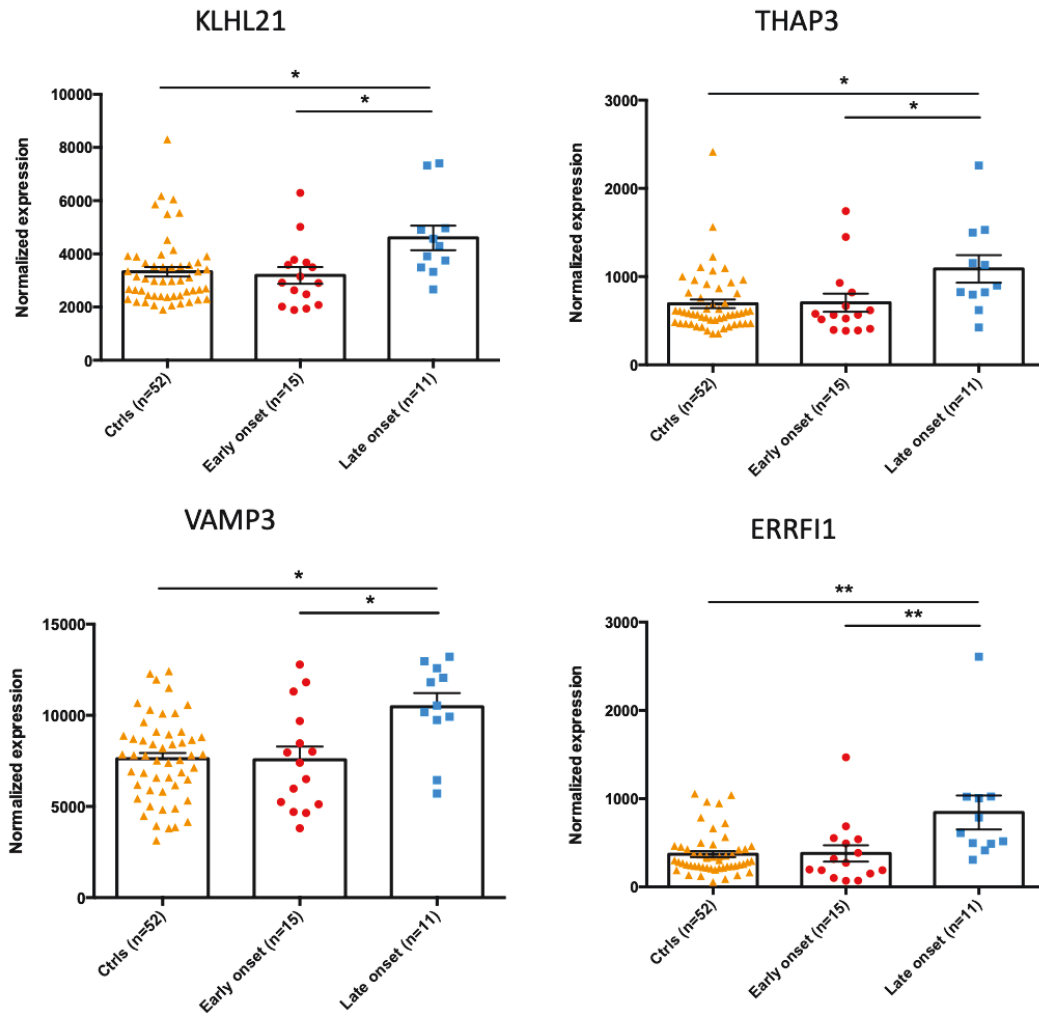 KLHL21
*
*
Normalized expression
10000
8000
6000
4000
2000
0
Ctrls (n=52)
Early onset (n=15)
Late onset (n=11)
THAP3
*
*
Normalized expression
3000
2000
1000
0
Ctrls (n=52)
Early onset (n=15)
Late onset (n=11)
VAMP3
*
*
Normalized expression
15000
10000
5000
0
Ctrls (n=52)
Early onset (n=15)
Late onset (n=11)
ERRFI1
**
**
Normalized expression
3000
2000
1000
0
Ctrls (n=52)
Early onset (n=15)
Late onset (n=11)